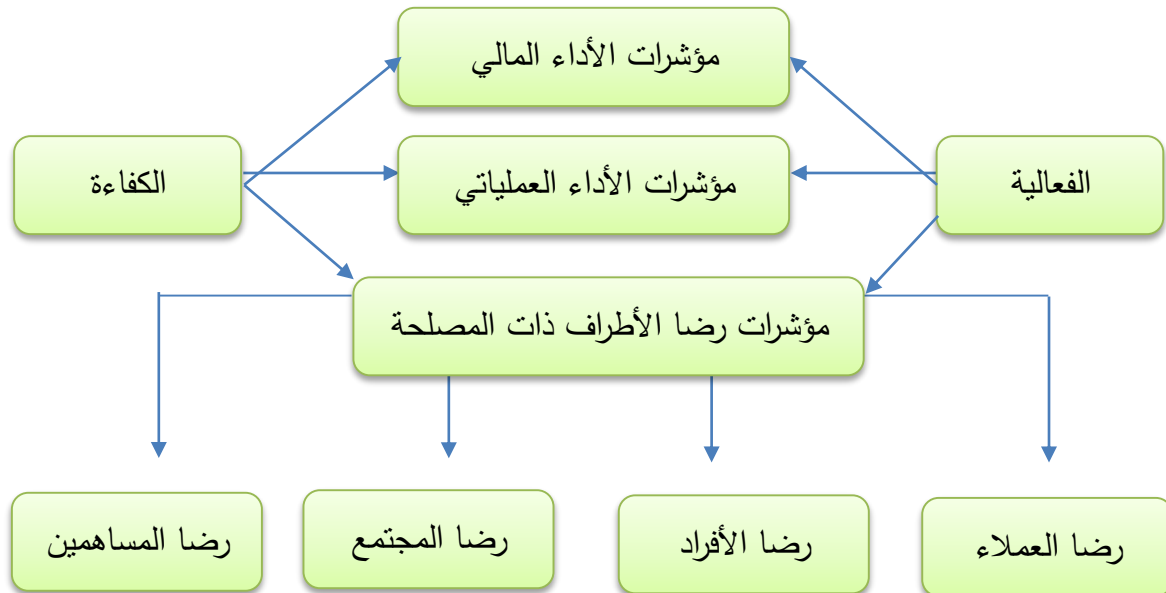 مؤشرات الأداء المالي
الفعالية
مؤشرات الأداء العملياتي
الكفاءة
مؤشرات رضا الأطراف ذات المصلحة
رضا العملاء
رضا الأفراد
رضا المجتمع
رضا المساهمين